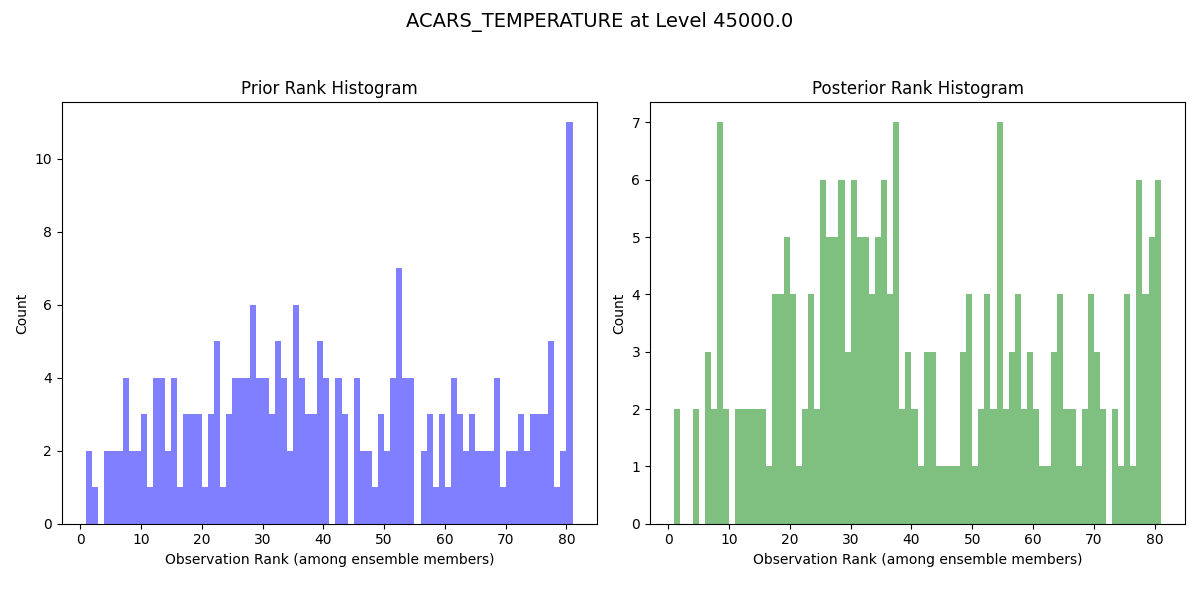 ACARS_TEMPERATURE at Level 45000.0
Prior Rank Histogram
Count
10
8
6
4
2
0
0 10 20 30 40 50 60 70 80
Observation Rank (among ensemble members)
Posterior Rank Histogram
Count
7
6
5
4
3
2
1
0
0 10 20 30 40 50 60 70 80
Observation Rank (among ensemble members)